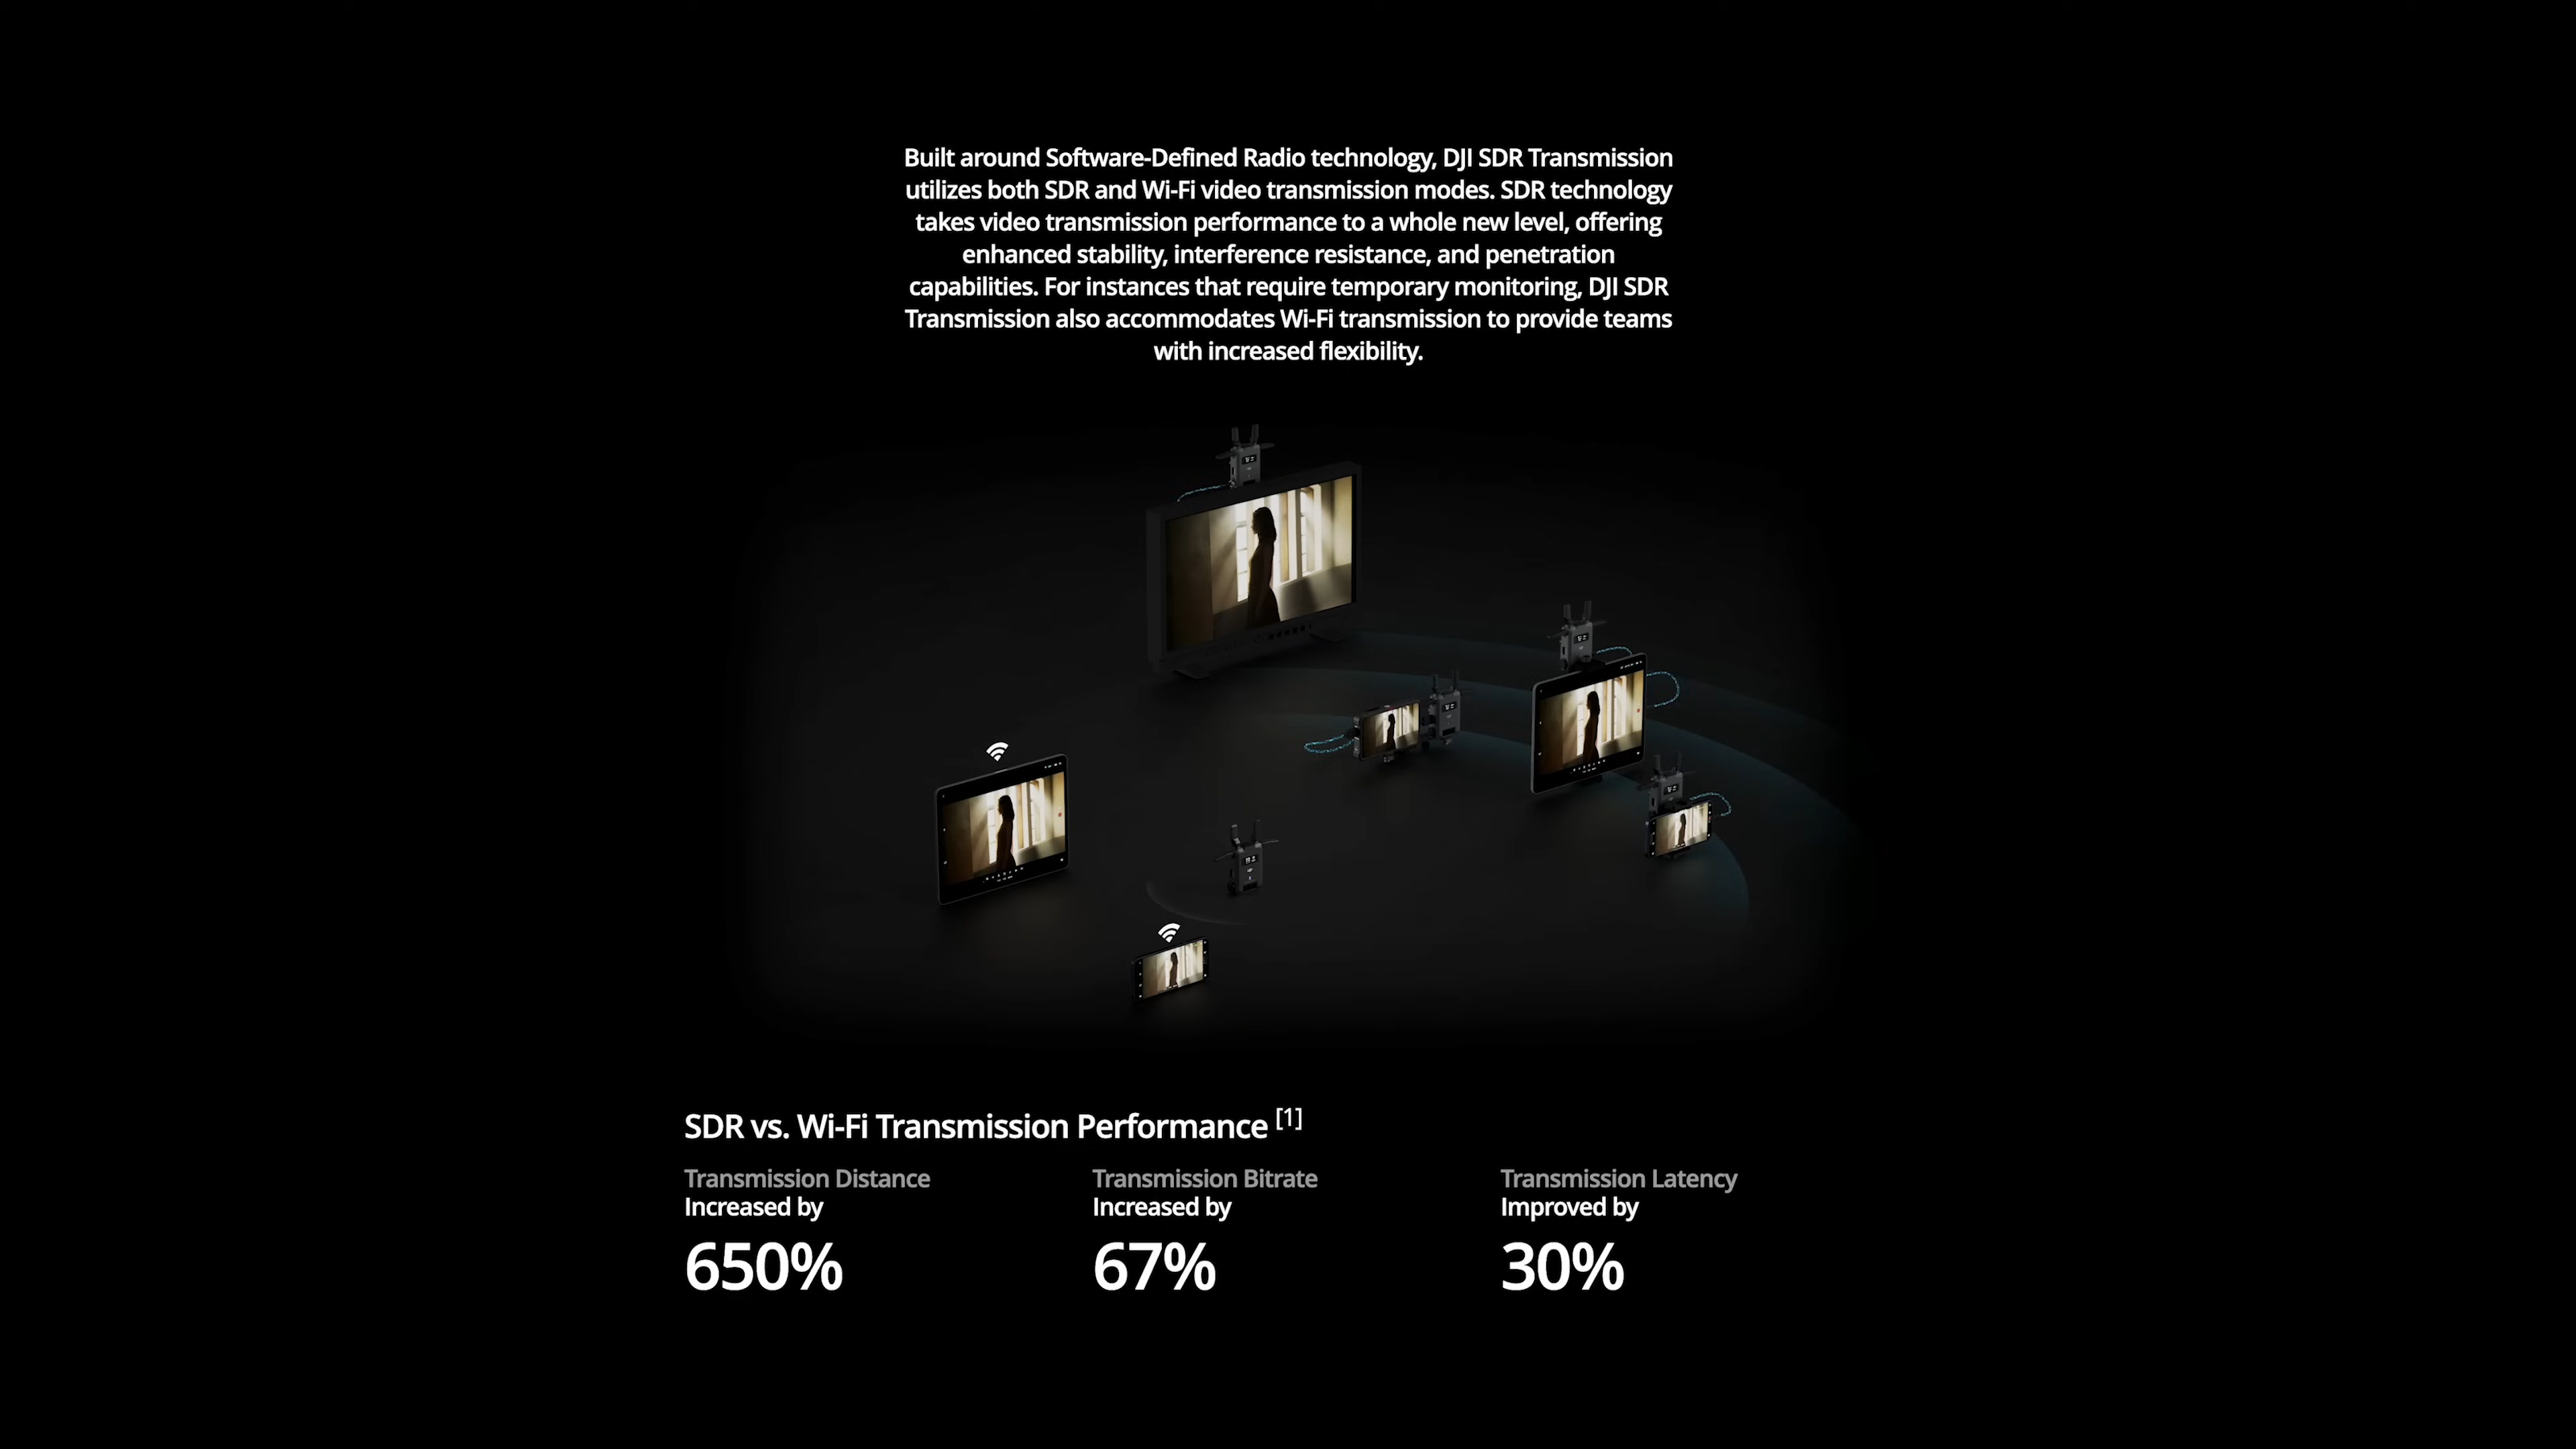 Built around Software-Defined Radio technology, DJI SDR Transmission
utilizes both SDR and Wi-Fi video transmission modes. SDR technology
takes video transmission performance to a whole new level, offering
enhanced stability, interference resistance, and penetration
capabilities. For instances that require temporary monitoring, DJI SDR
Transmission also accommodates Wi-Fi transmission to provide teams
with increased flexibility.
SDR vs. Wi-Fi Transmission Performance [1]
Transmission Distance
Increased by
650%
Transmission Bitrate
Increased by
67%
Transmission Latency
Improved by
30%